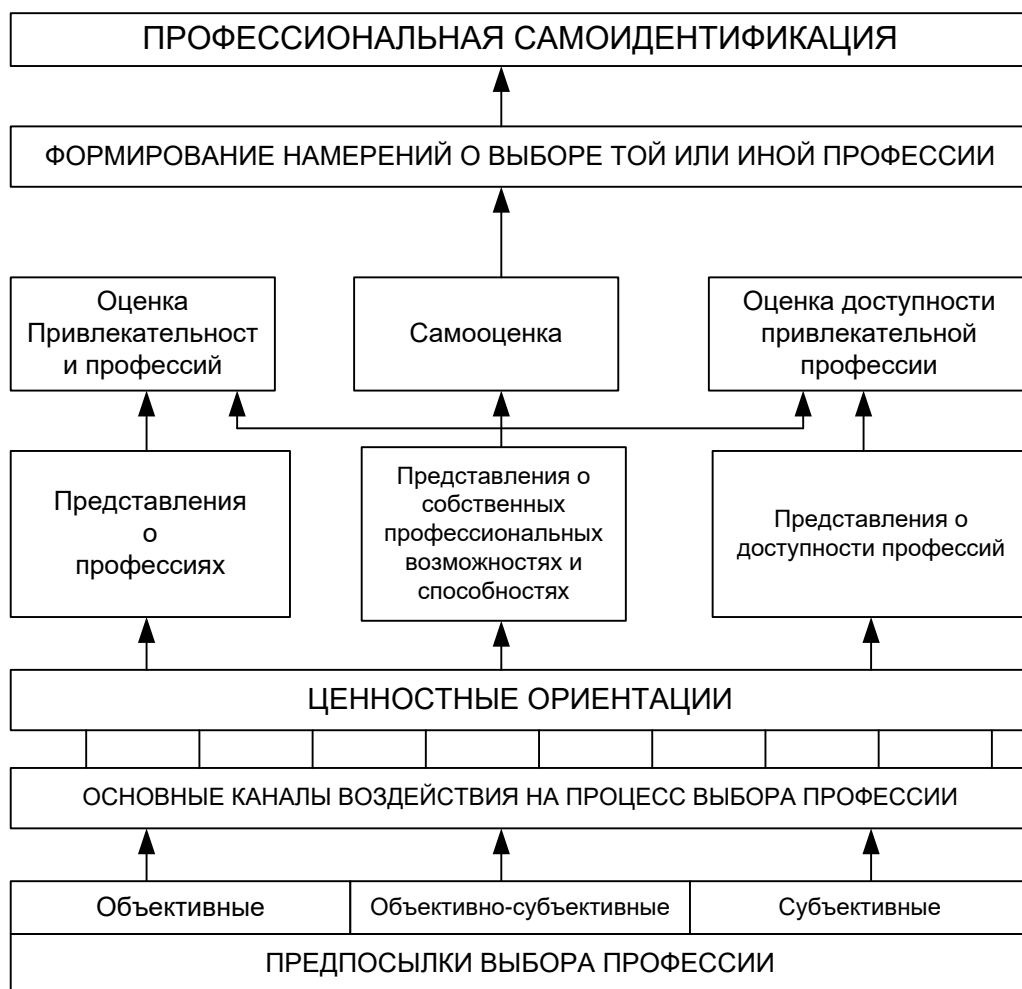 ПРОФЕССИОНАЛЬНАЯ САМОИДЕНТИФИКАЦИЯ
ФОРМИРОВАНИЕ НАМЕРЕНИЙ О ВЫБОРЕ ТОЙ ИЛИ ИНОЙ ПРОФЕССИИ
Оценка
Привлекательност
и профессий
Самооценка
Оценка доступности
привлекательной
профессии
Представления
о
профессиях
Представления о
собственных
профессиональных
возможностях и
способностях
Представления о
доступности профессий
ЦЕННОСТНЫЕ ОРИЕНТАЦИИ
ОСНОВНЫЕ КАНАЛЫ ВОЗДЕЙСТВИЯ НА ПРОЦЕСС ВЫБОРА ПРОФЕССИИ
Объективные
Объективно-субъективные
Субъективные
ПРЕДПОСЫЛКИ ВЫБОРА ПРОФЕССИИ